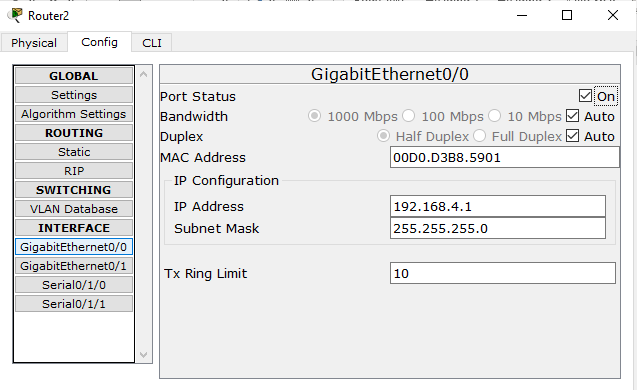 Router2
Physical Config CLI
GLOBAL
Settings
Algorithm Settings
ROUTING
Static
RIP
SWITCHING
VLAN Database
INTERFACE
GigabitEthernet0/0
GigabitEthernet0/1
Serial0/1/0
Serial0/1/1
GigabitEthernet0/0
Port Status On
Bandwidth 1000 Mbps 100 Mbps 10 Mbps Auto
Duplex Half Duplex Full Duplex Auto
MAC Address 00D0.D3B8.5901
IP Configuration
IP Address 192.168.4.1
Subnet Mask 255.255.255.0
Tx Ring Limit 10